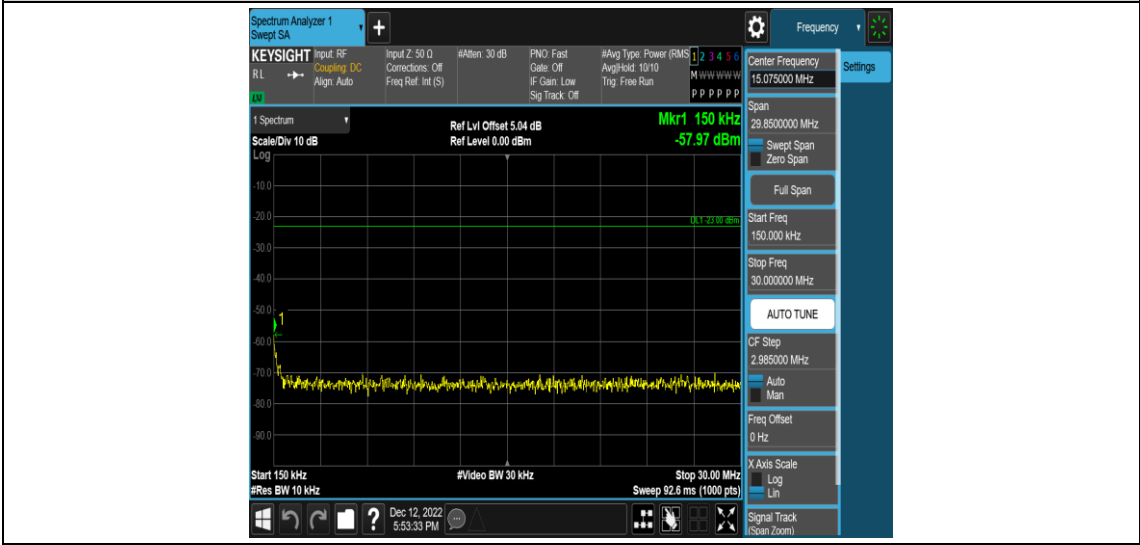 Spectrum Analyzer 1
Swept SA
+
Frequency
KEYSIGHT
RL
LM
Input: RF
Coupling: DC
Align: Auto
Input Z: 50 Ω
Corrections: Off
Freq Ref: Int (S)
#Atten: 30 dB
PNO: Fast
Gate: Off
IF Gain: Low
Sig Track: Off
#Avg Type: Power (RMS
Avg|Hold: 10/10
Trig: Free Run
1 2 3 4 5 6
M W W W W W
P P P P P P
1 Spectrum
Scale/Div 10 dB
Log
Ref Lvl Offset 5.04 dB
Ref Level 0.00 dBm
Mkr1 150 kHz
-57.97 dBm
-10.0
-20.0
DL1 -23.00 dBm
-30.0
-40.0
-50.0
1
-60.0
-70.0
-80.0
-90.0
Start 150 kHz
#Res BW 10 kHz
#Video BW 30 kHz
Stop 30.00 MHz
Sweep 92.6 ms (1000 pts)
Center Frequency
15.075000 MHz
Settings
Span
29.8500000 MHz
Swept Span
Zero Span
Full Span
Start Freq
150.000 kHz
Stop Freq
30.000000 MHz
AUTO TUNE
CF Step
2.985000 MHz
Auto
Man
Freq Offset
0 Hz
X Axis Scale
Log
Lin
Signal Track
(Span Zoom)
?
Dec 12, 2022
5:53:33 PM